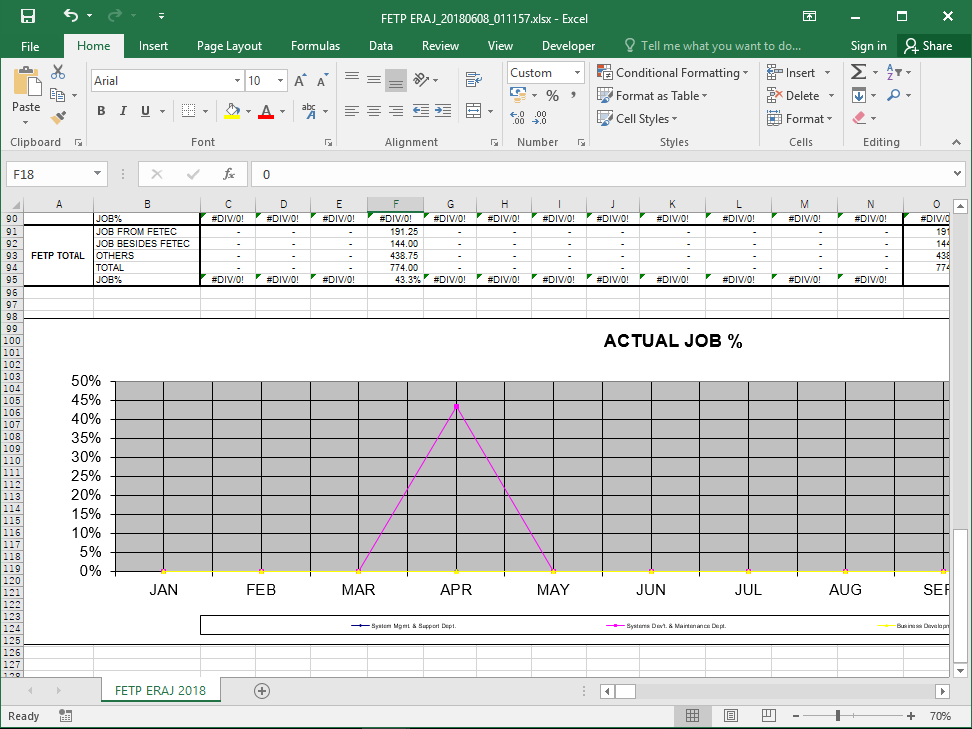 FETP ERAJ_20180608_011157.xlsx - Excel
File Home Insert Page Layout Formulas Data Review View Developer Tell me what you want to do... Sign in Share
Paste
Arial 10
B I U A abc
Custom
% ,
Conditional Formatting
Format as Table
Cell Styles
Insert
Delete
Format
Clipboard Font Alignment Number Styles Cells Editing
F18 fx 0
A B C D E F G H I J K L M N O
90 JOB% #DIV/0! #DIV/0! #DIV/0! #DIV/0! #DIV/0! #DIV/0! #DIV/0! #DIV/0! #DIV/0! #DIV/0! #DIV/0! #DIV/0! #DIV/0
91 JOB FROM FETEC - - - 191.25 - - - - - - - - 191
92 JOB BESIDES FETEC - - - 144.00 - - - - - - - - 144
93 FETP TOTAL OTHERS - - - 438.75 - - - - - - - - 438
94 TOTAL - - - 774.00 - - - - - - - - 774
95 JOB% #DIV/0! #DIV/0! #DIV/0! 43.3% #DIV/0! #DIV/0! #DIV/0! #DIV/0! #DIV/0! #DIV/0! #DIV/0! #DIV/0!
96
97
98
99
100
101
102
103
104
105
106
107
108
109
110
111
112
113
114
115
116
117
118
119
120
121
122
123
124
125
126
127
128
ACTUAL JOB %
50%
45%
40%
35%
30%
25%
20%
15%
10%
5%
0%
JAN FEB MAR APR MAY JUN JUL AUG SEP
System Mgmt. & Support Dept. Systems Dev't. & Maintenance Dept. Business Developm
FETP ERAJ 2018
Ready 70%